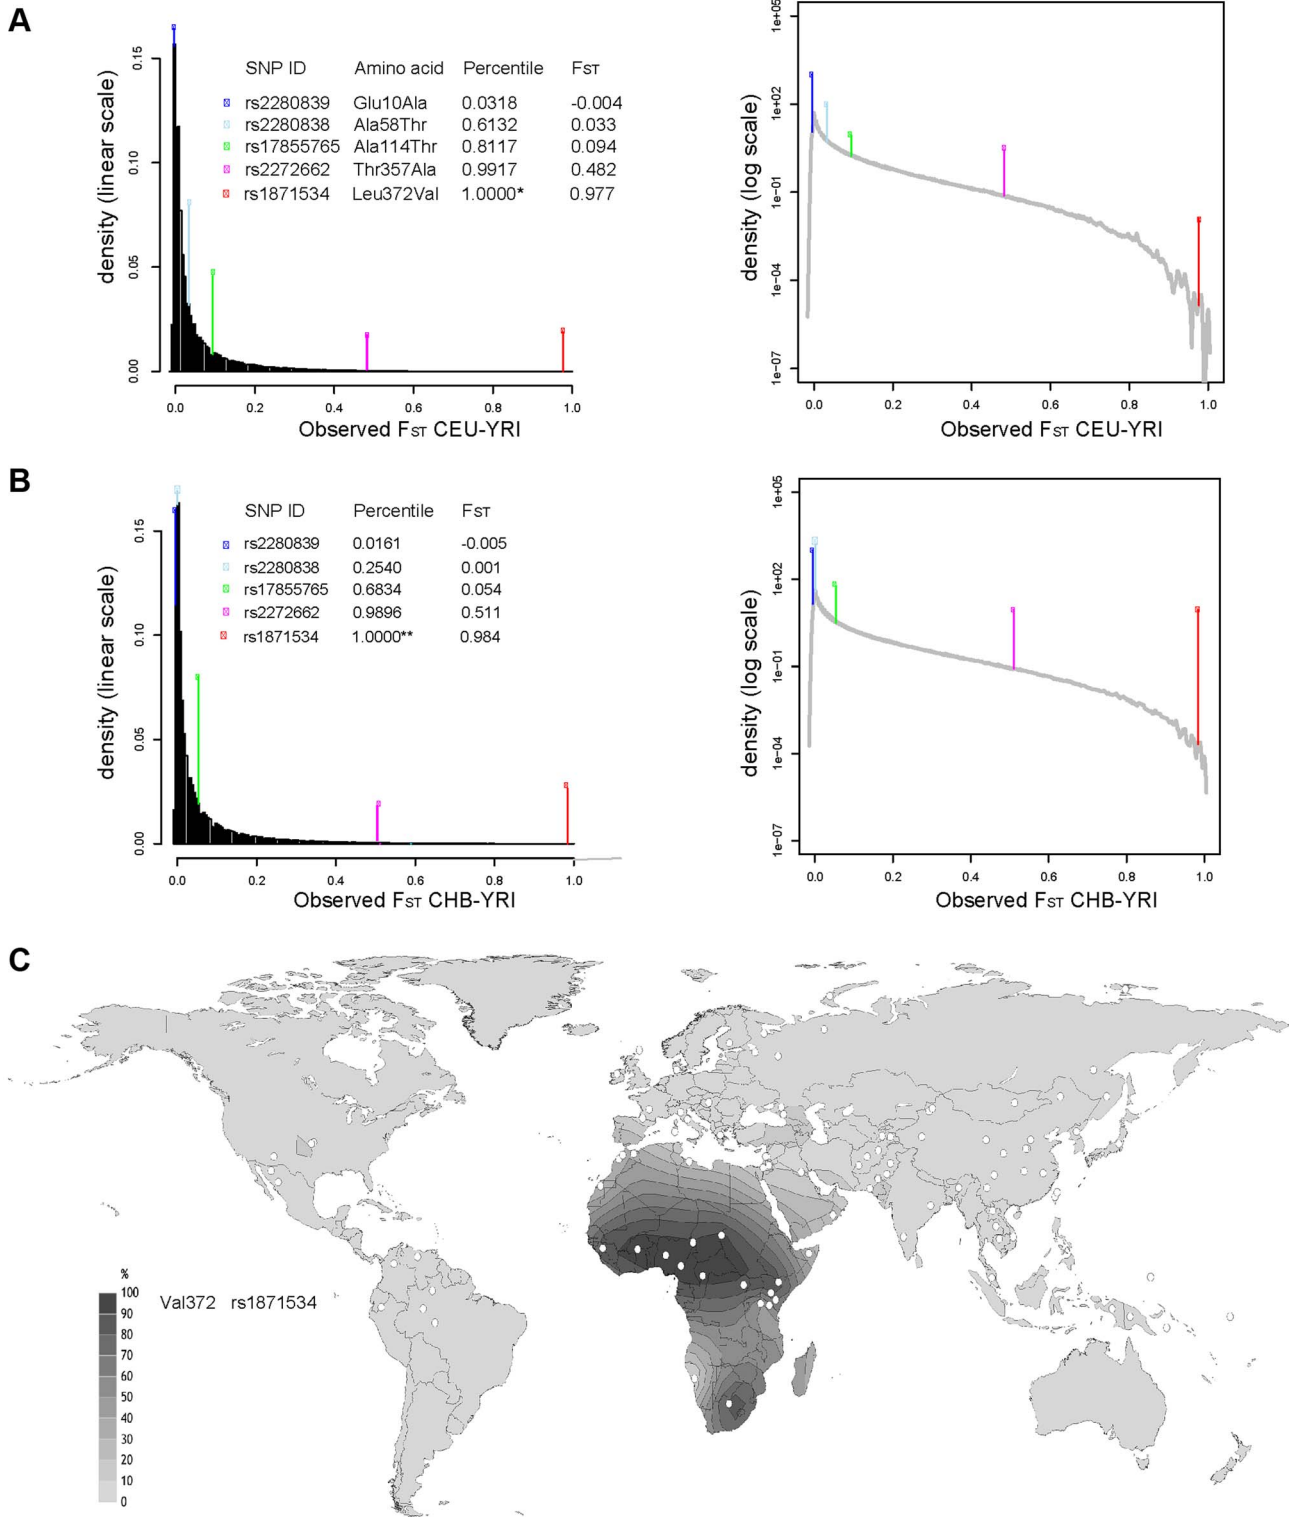 A
density (linear scale)
0.15
0.10
0.05
0.00
SNP ID Amino acid Percentile FST
rs2280839 Glu10Ala 0.0318 -0.004
rs2280838 Ala58Thr 0.6132 0.033
rs17855765 Ala114Thr 0.8117 0.094
rs2272662 Thr357Ala 0.9917 0.482
rs1871534 Leu372Val 1.0000* 0.977
0.0 0.2 0.4 0.6 0.8 1.0
Observed FST CEU-YRI
density (log scale)
1e+05
1e+02
1e−01
1e−04
1e−07
0.0 0.2 0.4 0.6 0.8 1.0
Observed FST CEU-YRI
B
density (linear scale)
0.15
0.10
0.05
0.00
SNP ID Percentile FST
rs2280839 0.0161 -0.005
rs2280838 0.2540 0.001
rs17855765 0.6834 0.054
rs2272662 0.9896 0.511
rs1871534 1.0000** 0.984
0.0 0.2 0.4 0.6 0.8 1.0
Observed FST CHB-YRI
density (log scale)
1e+05
1e+02
1e−01
1e−04
1e−07
0.0 0.2 0.4 0.6 0.8 1.0
Observed FST CHB-YRI
C
%
100
90
80
70
60
50
40
30
20
10
0
Val372 rs1871534